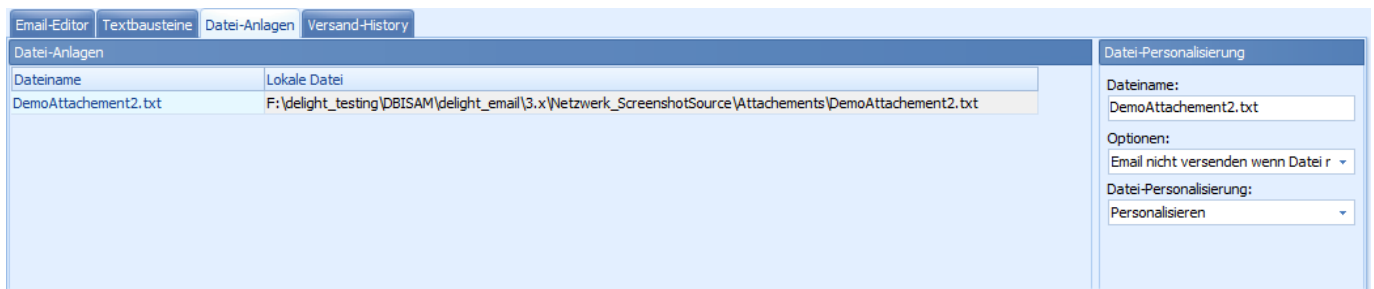 Email-Editor Textbausteine Datei-Anlagen Versand-History
Datei-Anlagen
Dateiname Lokale Datei
DemoAttachement2.txt F:\delight_testing\DBISAM\delight_email\3.x\Netzwerk_ScreenshotSource\Attachements\DemoAttachement2.txt
Datei-Personalisierung
Dateiname:
DemoAttachement2.txt
Optionen:
Email nicht versenden wenn Datei r
Datei-Personalisierung:
Personalisieren